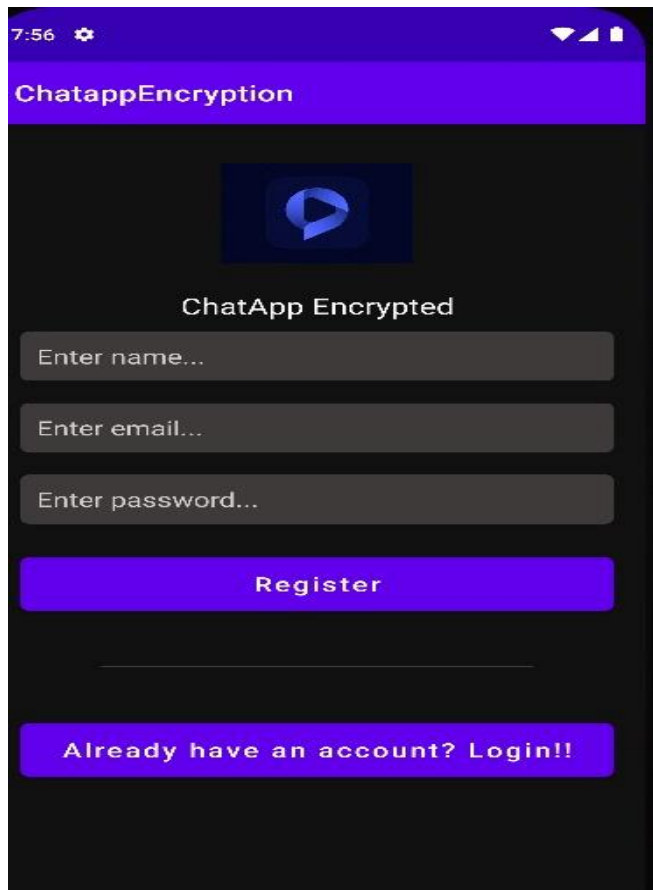 7:56
ChatappEncryption
ChatApp Encrypted
Enter name...
Enter email...
Enter password...
Register
Already have an account? Login!!